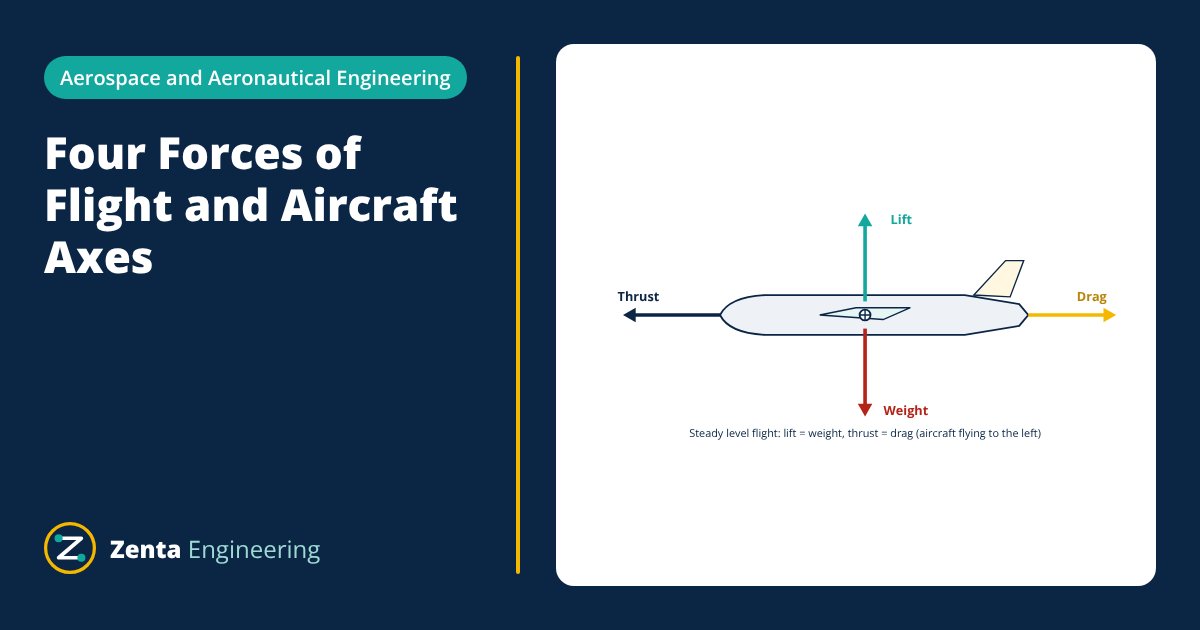 Aerospace and Aeronautical Engineering
Four Forces of
Flight and Aircraft
Axes
Lift
Thrust
Drag
Weight
Steady level flight: lift = weight, thrust = drag (aircraft flying to the left)
Z
Zenta Engineering